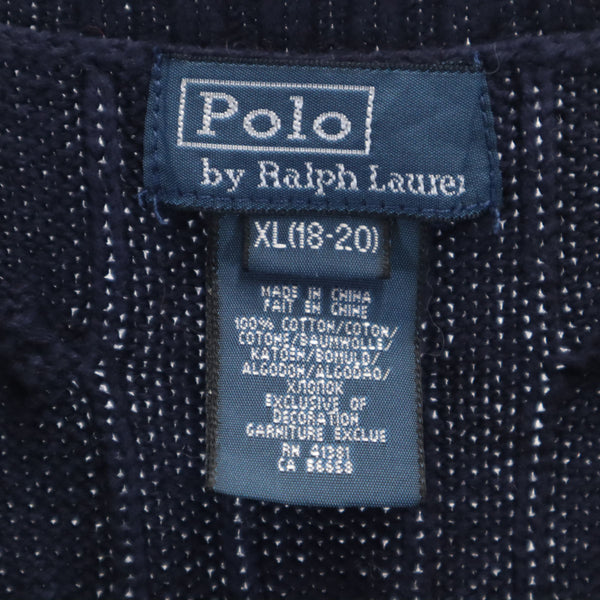 Polo
by Ralph Lauren
XL(18-20)
MADE IN CHINA
FAIT EN CHINE
100% COTTON/COTON/
COTONE/BAUMWOLLE/
KATOEN/BOMULD/
ALGODON/ALGODAO/
ХЛОПОК
EXCLUSIVE OF
DECORATION
GARNITURE EXCLUE
RN 41381
CA 56658